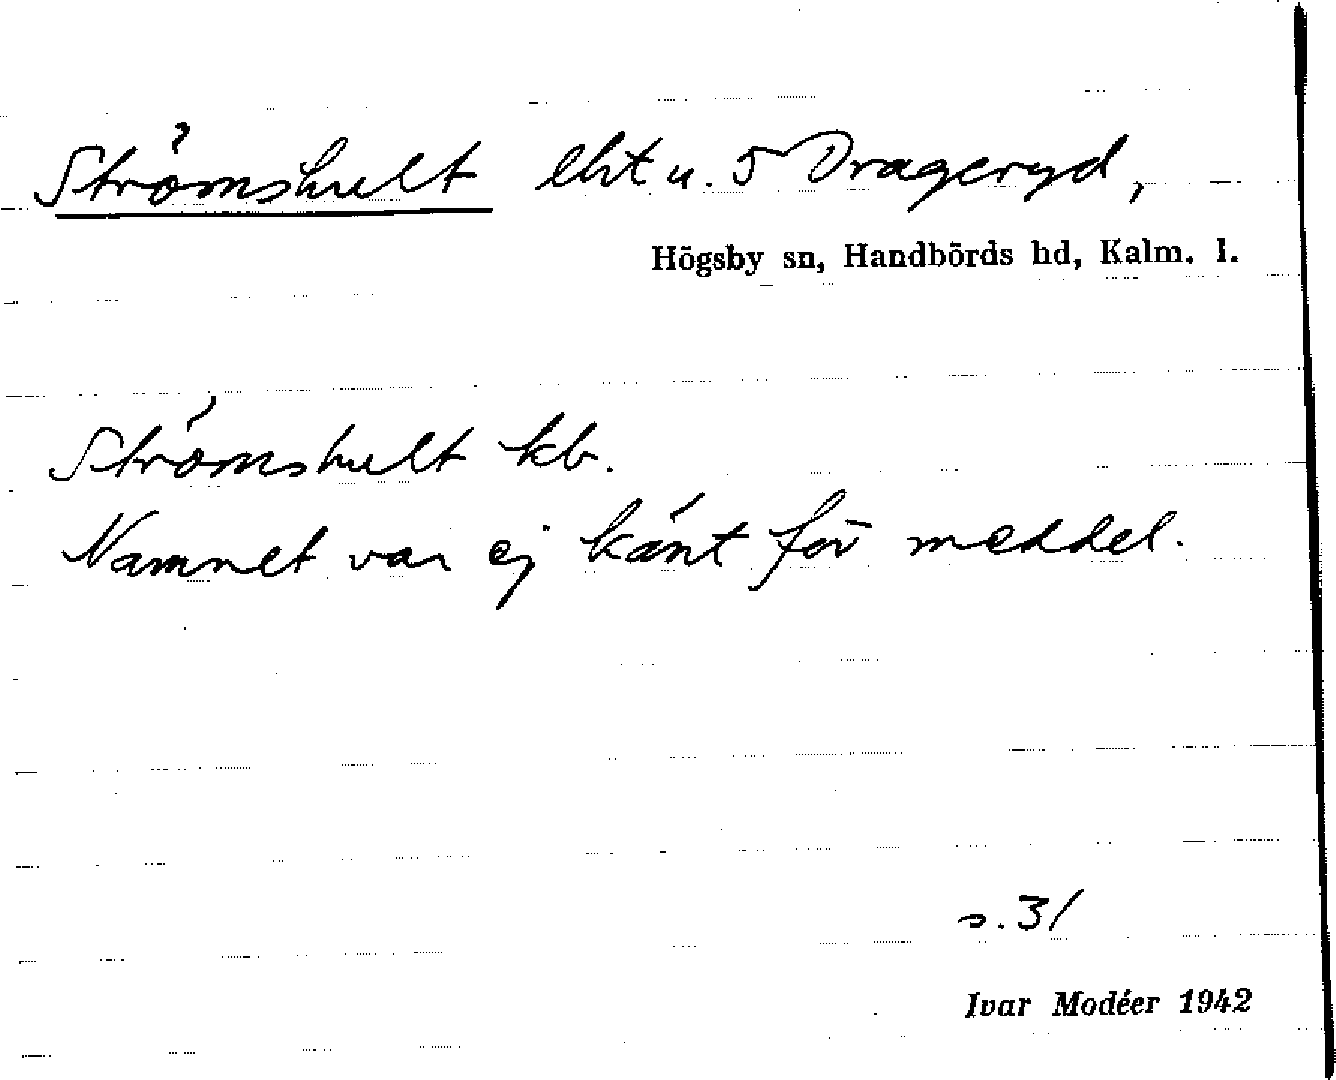 Strömshult lht u. 5 Drageryd,
Högsby sn, Handbörds hd, Kalm. l.
Strömshult kb.
Namnet var ej känt för meddel.
s. 31
Ivar Modéer 1942